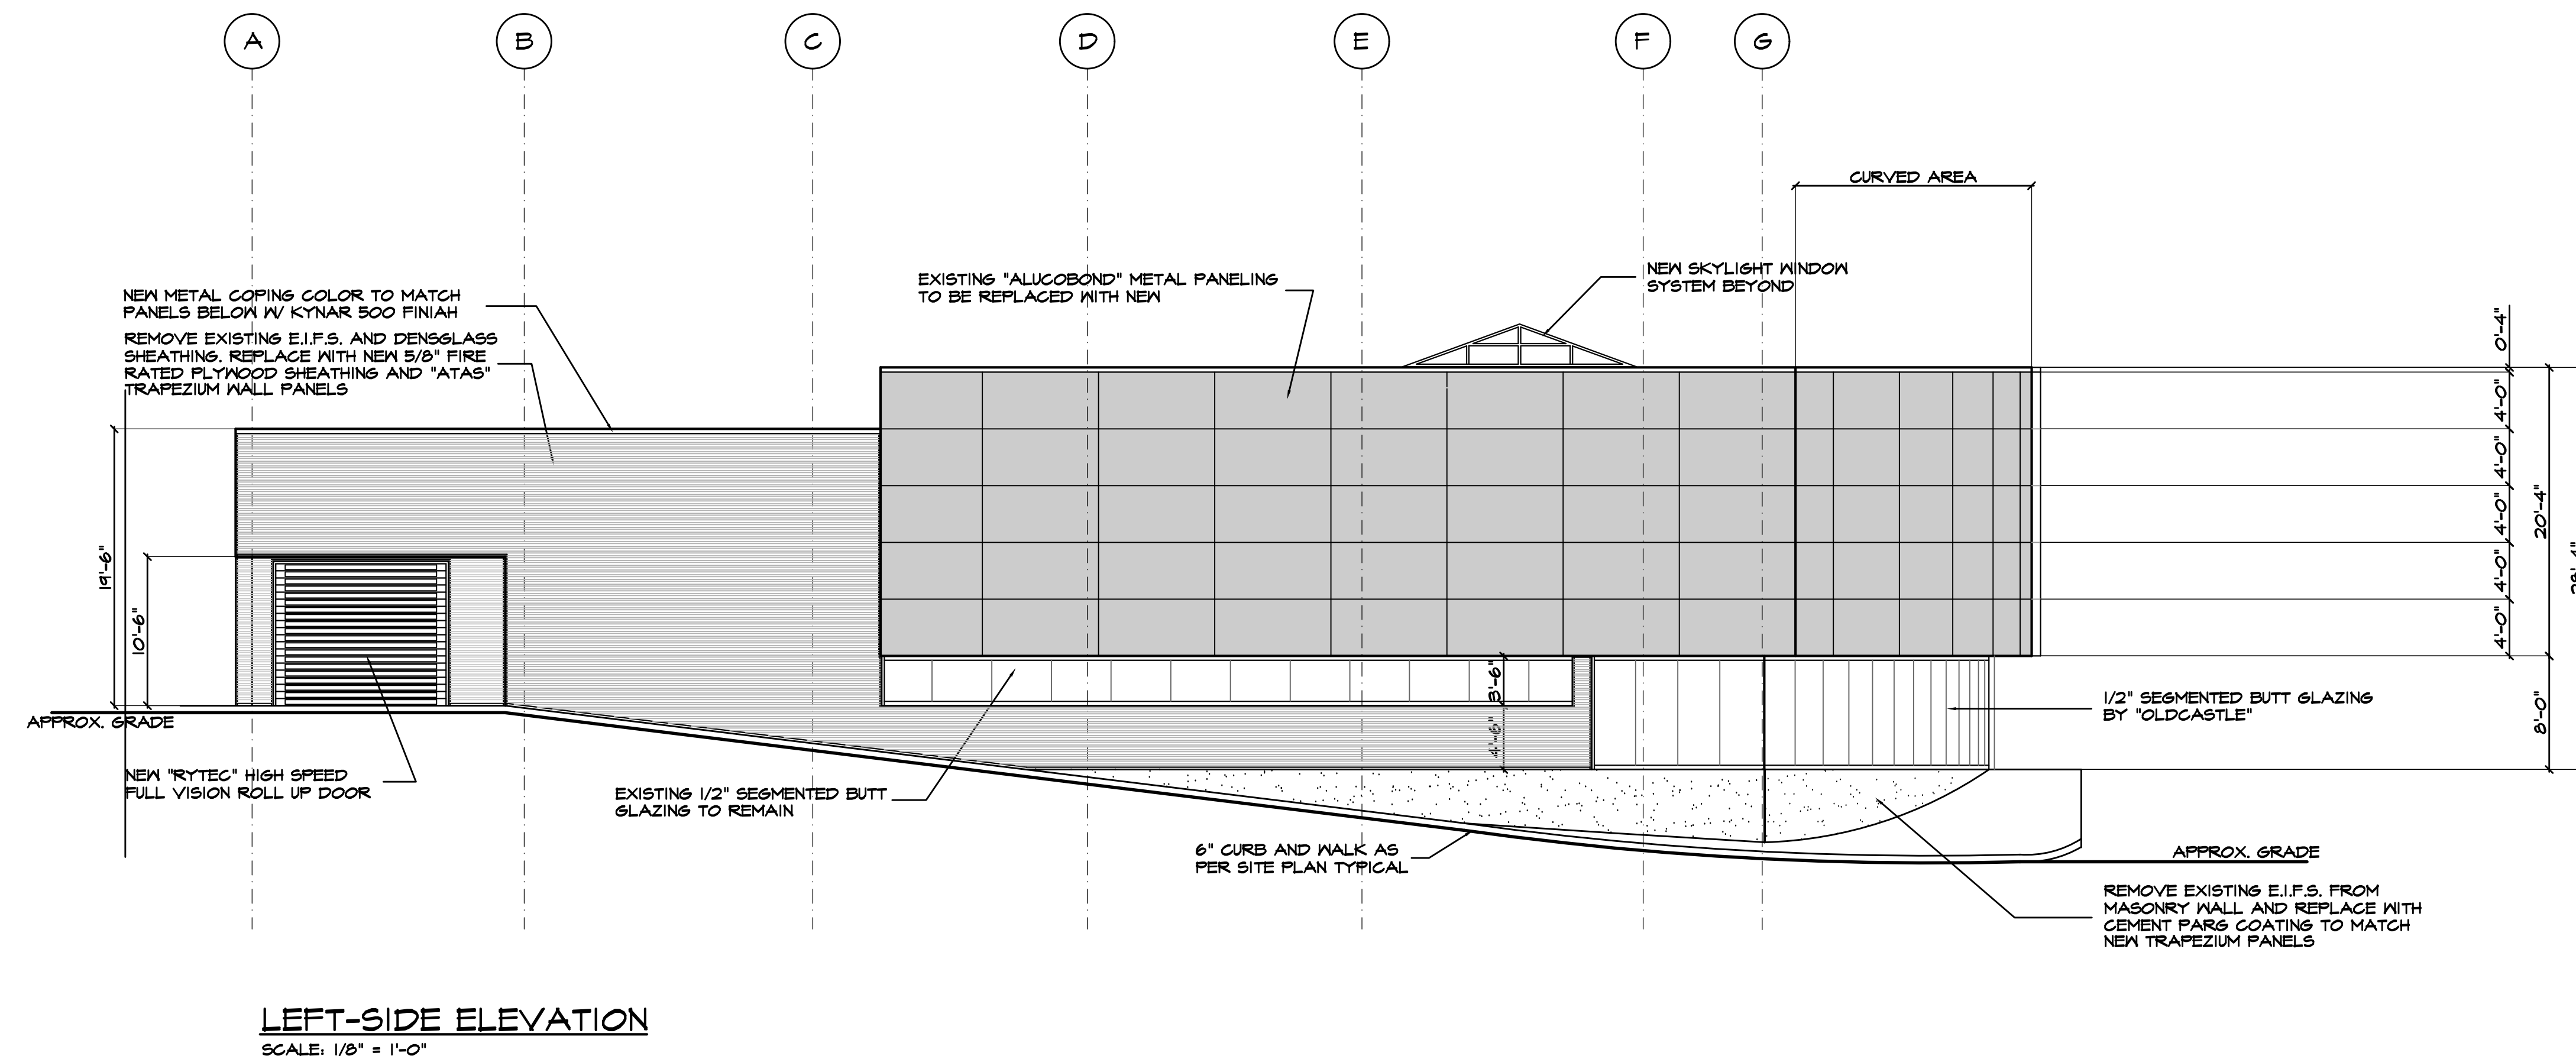 A
B
C
D
E
F
G
CURVED AREA
NEW SKYLIGHT WINDOW
SYSTEM BEYOND
EXISTING "ALUCOBOND" METAL PANELING
TO BE REPLACED WITH NEW
NEW METAL COPING COLOR TO MATCH
PANELS BELOW W/ KYNAR 500 FINIAH
REMOVE EXISTING E.I.F.S. AND DENSGLASS
SHEATHING. REPLACE WITH NEW 5/8" FIRE
RATED PLYWOOD SHEATHING AND "ATAS"
TRAPEZIUM WALL PANELS
0'-4"
4'-0"
4'-0"
4'-0"
4'-0"
4'-0"
20'-4"
8'-0"
19'-6"
10'-6"
3'-6"
4'-6"
APPROX. GRADE
NEW "RYTEC" HIGH SPEED
FULL VISION ROLL UP DOOR
EXISTING 1/2" SEGMENTED BUTT
GLAZING TO REMAIN
6" CURB AND WALK AS
PER SITE PLAN TYPICAL
1/2" SEGMENTED BUTT GLAZING
BY "OLDCASTLE"
APPROX. GRADE
REMOVE EXISTING E.I.F.S. FROM
MASONRY WALL AND REPLACE WITH
CEMENT PARG COATING TO MATCH
NEW TRAPEZIUM PANELS
LEFT-SIDE ELEVATION
SCALE: 1/8" = 1'-0"